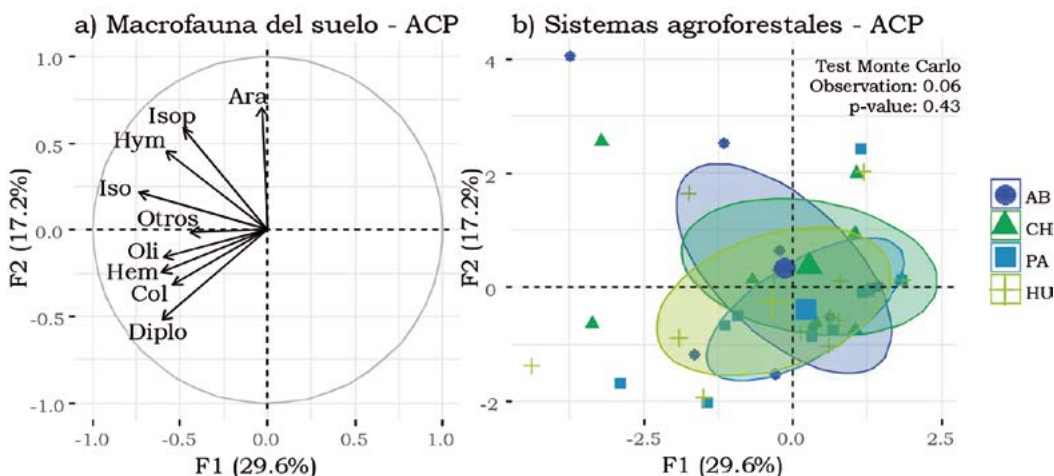 a) Macrofauna del suelo - ACP
1.0
0.5
0.0
-0.5
-1.0
F2 (17.2%)
Ara
Isop
Hym
Iso
Otros
Oli
Hem
Col
Diplo
-1.0
-0.5
0.0
0.5
1.0
F1 (29.6%)
b) Sistemas agroforestales - ACP
Test Monte Carlo
Observation: 0.06
p-value: 0.43
4
2
0
-2
F2 (17.2%)
-2.5
0.0
2.5
F1 (29.6%)
AB
CH
PA
HU